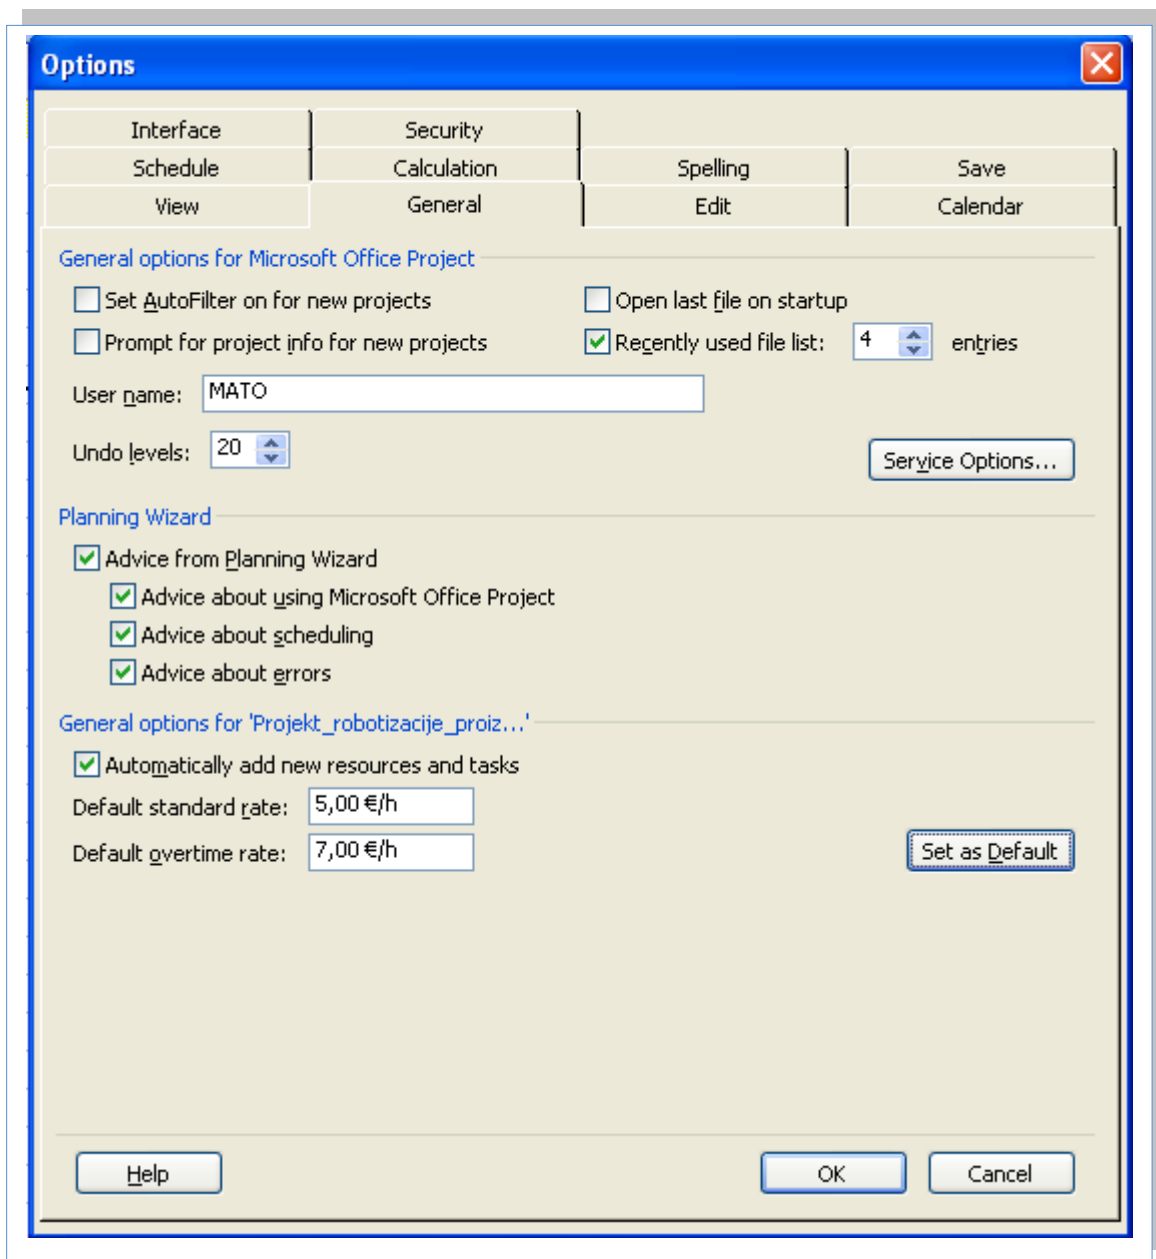 Options
Interface Security
Schedule Calculation Spelling Save
View General Edit Calendar
General options for Microsoft Office Project
Set AutoFilter on for new projects Open last file on startup
Prompt for project info for new projects Recently used file list: 4 entries
User name: MATO
Undo levels: 20
Service Options...
Planning Wizard
Advice from Planning Wizard
Advice about using Microsoft Office Project
Advice about scheduling
Advice about errors
General options for 'Projekt_robotizacije_proiz...'
Automatically add new resources and tasks
Default standard rate: 5,00 €/h
Default overtime rate: 7,00 €/h Set as Default
Help OK Cancel